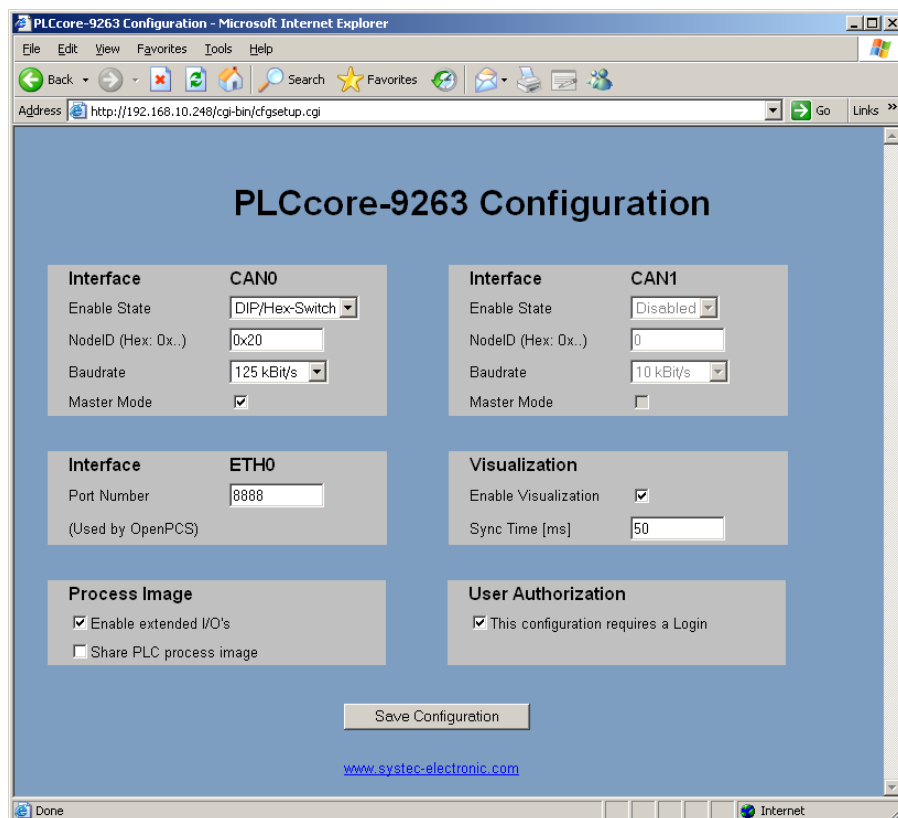 PLCcore-9263 Configuration - Microsoft Internet Explorer
File Edit View Favorites Tools Help
Back Search Favorites
Address http://192.168.10.248/cgi-bin/cfgsetup.cgi Go Links »
PLCcore-9263 Configuration
Interface CAN0
Enable State DIP/Hex-Switch
NodeID (Hex: 0x..) 0x20
Baudrate 125 kBit/s
Master Mode
Interface CAN1
Enable State Disabled
NodeID (Hex: 0x..) 0
Baudrate 10 kBit/s
Master Mode
Interface ETH0
Port Number 8888
(Used by OpenPCS)
Visualization
Enable Visualization
Sync Time [ms] 50
Process Image
Enable extended I/O's
Share PLC process image
User Authorization
This configuration requires a Login
Save Configuration
www.systec-electronic.com
Done Internet